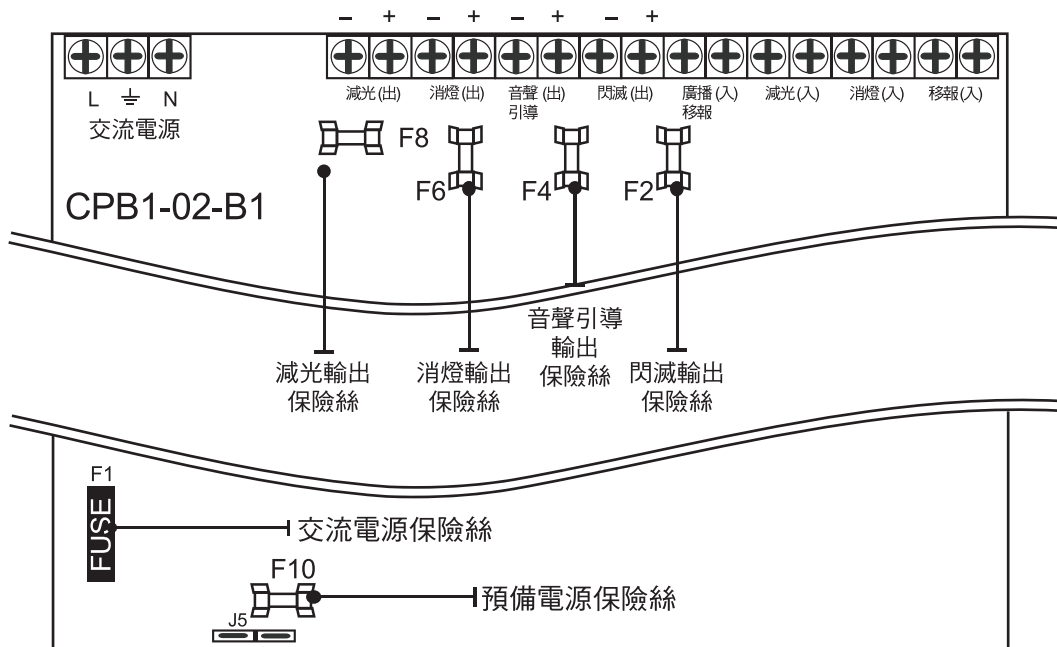 − + − + − + − +
L ⏚ N
交流電源
減光(出) 消燈(出) 音聲(出) 閃滅(出) 廣播(入) 減光(入) 消燈(入) 移報(入)
引導 移報
F8
F6 F4 F2
CPB1-02-B1
音聲引導
輸出
保險絲
減光輸出
保險絲
消燈輸出
保險絲
閃滅輸出
保險絲
F1
FUSE
交流電源保險絲
F10
預備電源保險絲
J5